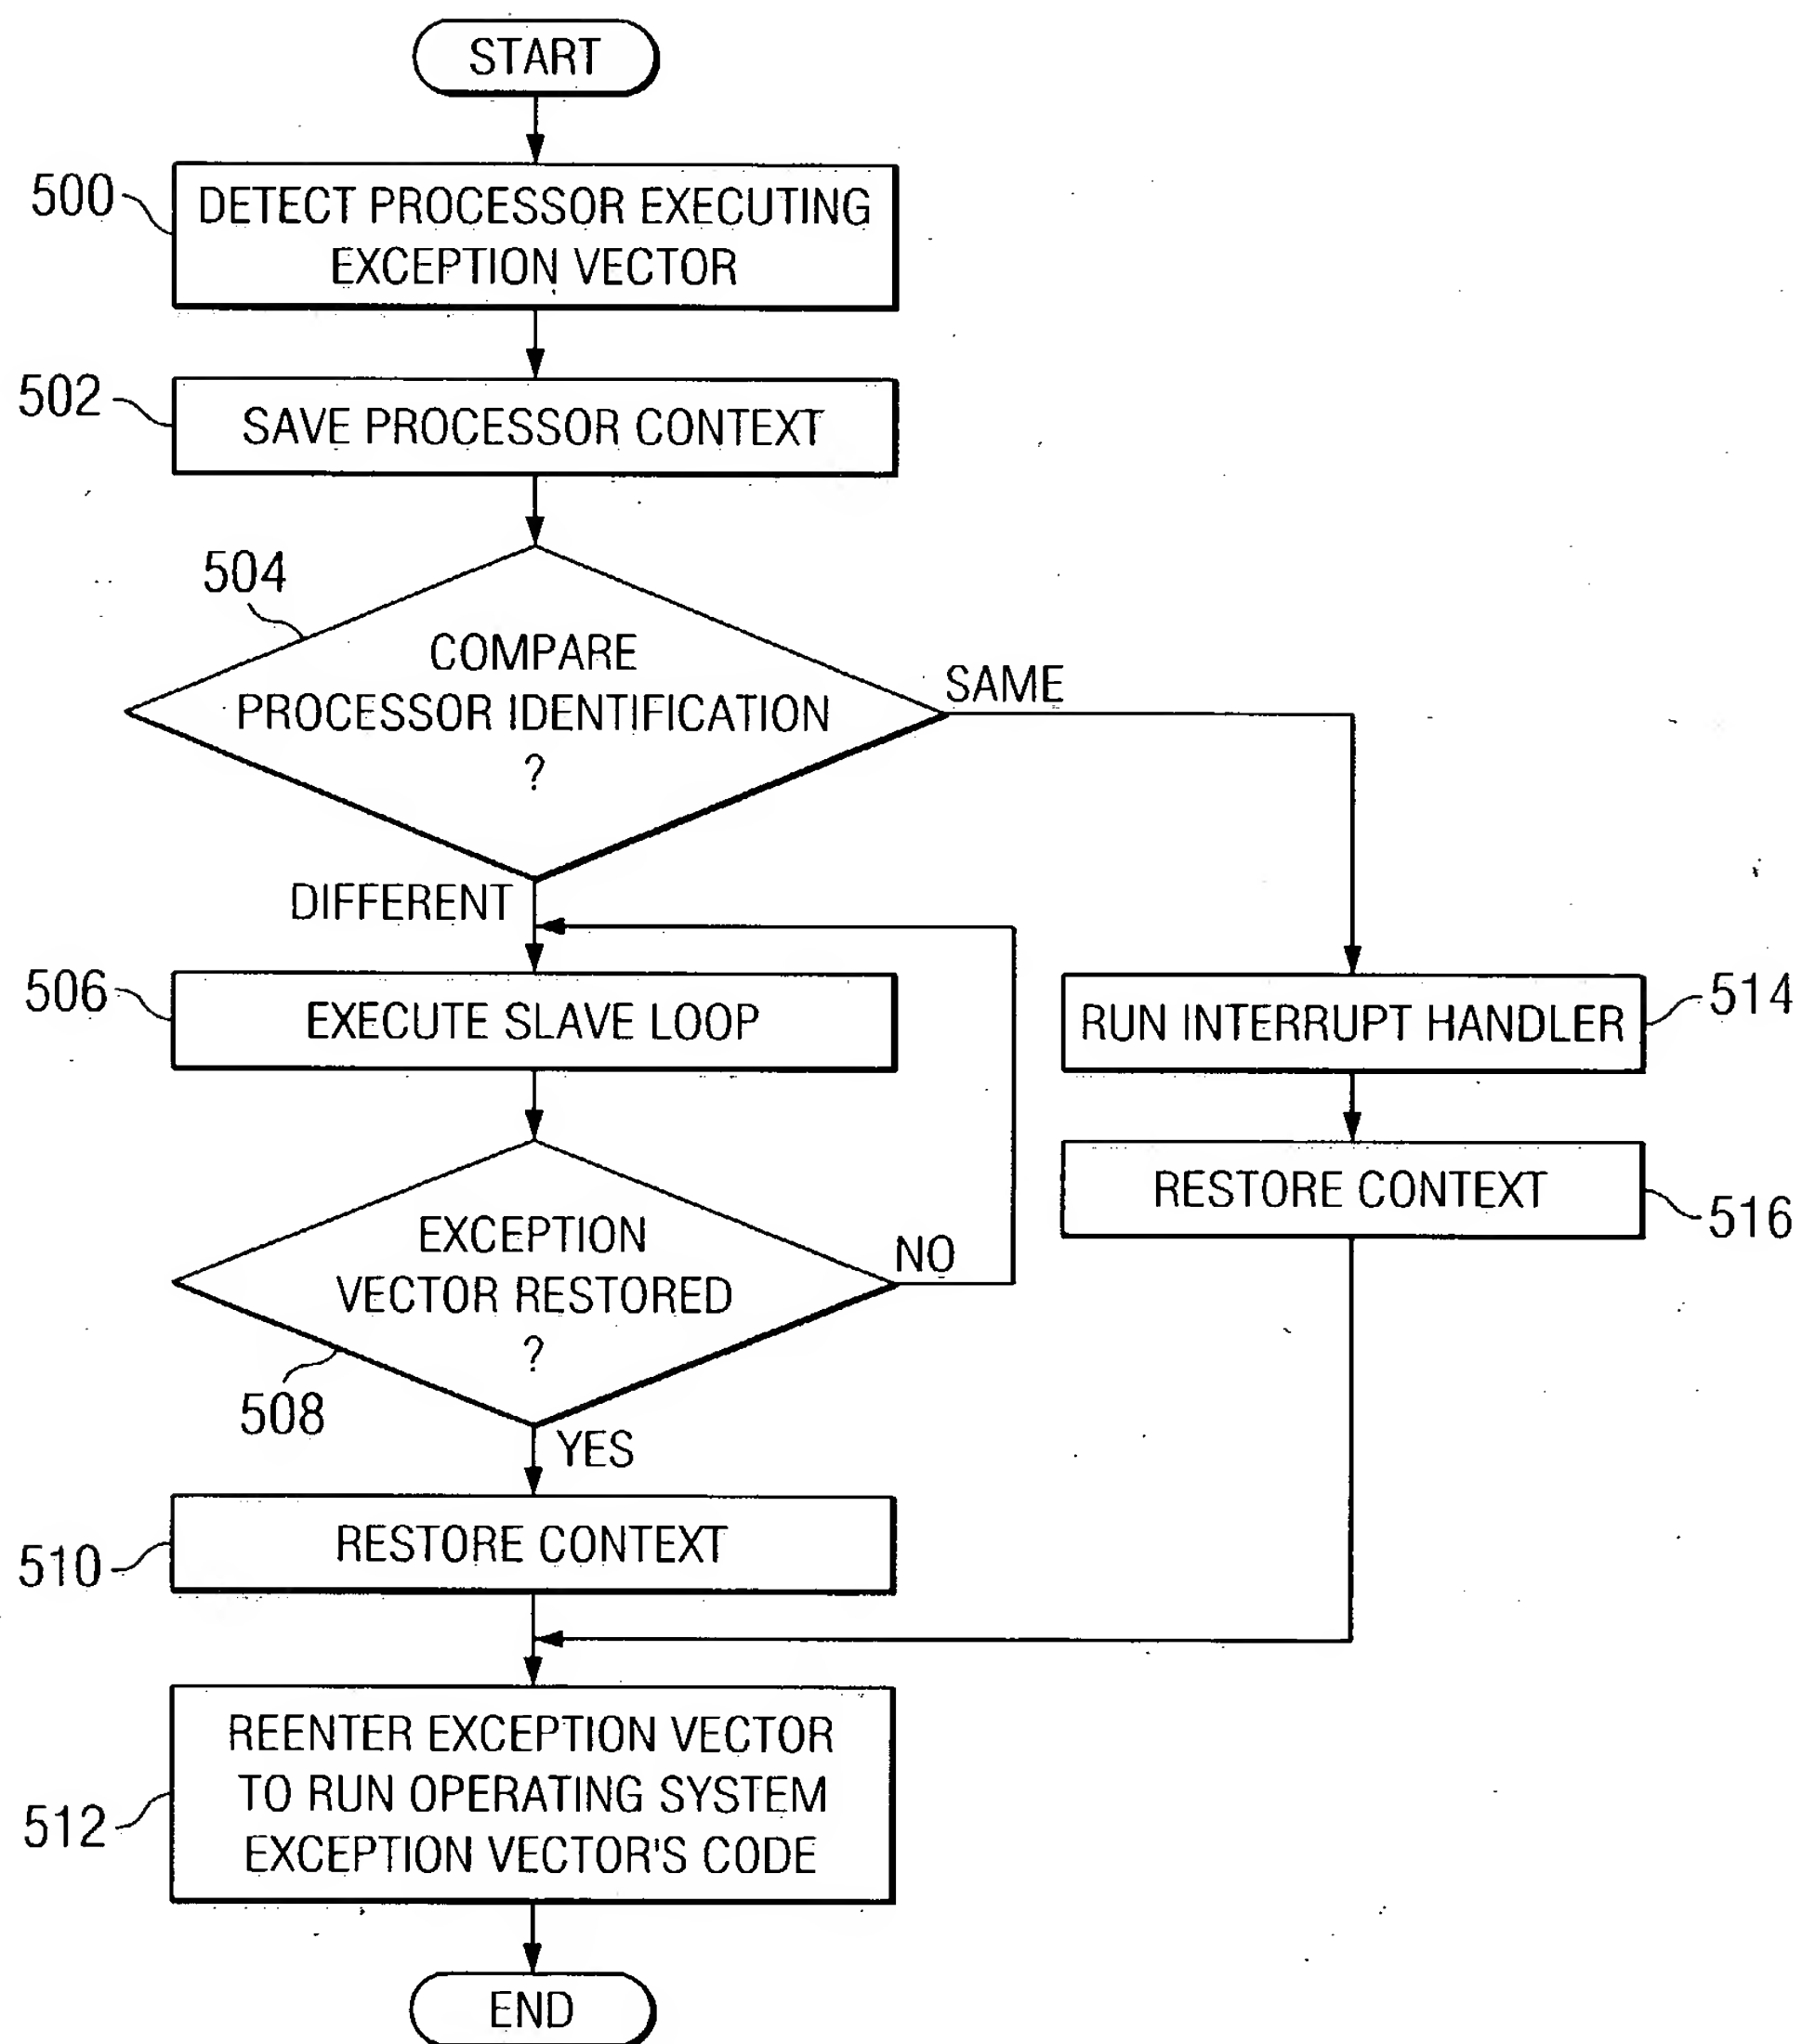 START
500
DETECT PROCESSOR EXECUTING
EXCEPTION VECTOR
502
SAVE PROCESSOR CONTEXT
504
COMPARE
PROCESSOR IDENTIFICATION
?
SAME
DIFFERENT
506
EXECUTE SLAVE LOOP
RUN INTERRUPT HANDLER
514
RESTORE CONTEXT
516
EXCEPTION
VECTOR RESTORED
?
NO
508
YES
510
RESTORE CONTEXT
512
REENTER EXCEPTION VECTOR
TO RUN OPERATING SYSTEM
EXCEPTION VECTOR'S CODE
END